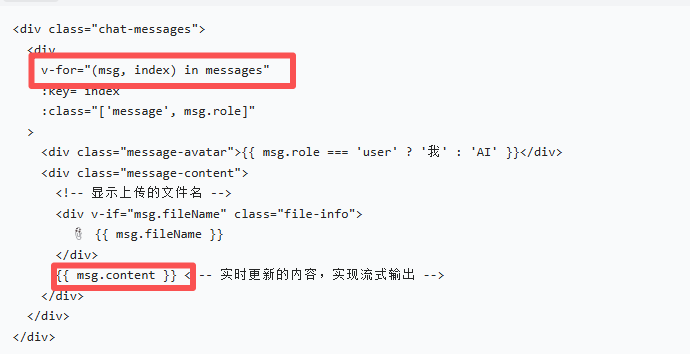 <div class="chat-messages">
  <div
    v-for="(msg, index) in messages"
    :key="index"
    :class="['message', msg.role]"
  >
    <div class="message-avatar">{{ msg.role === 'user' ? '我' : 'AI' }}</div>
    <div class="message-content">
      <!-- 显示上传的文件名 -->
      <div v-if="msg.fileName" class="file-info">
        📎 {{ msg.fileName }}
      </div>
      {{ msg.content }} <!-- 实时更新的内容，实现流式输出 -->
    </div>
  </div>
</div>